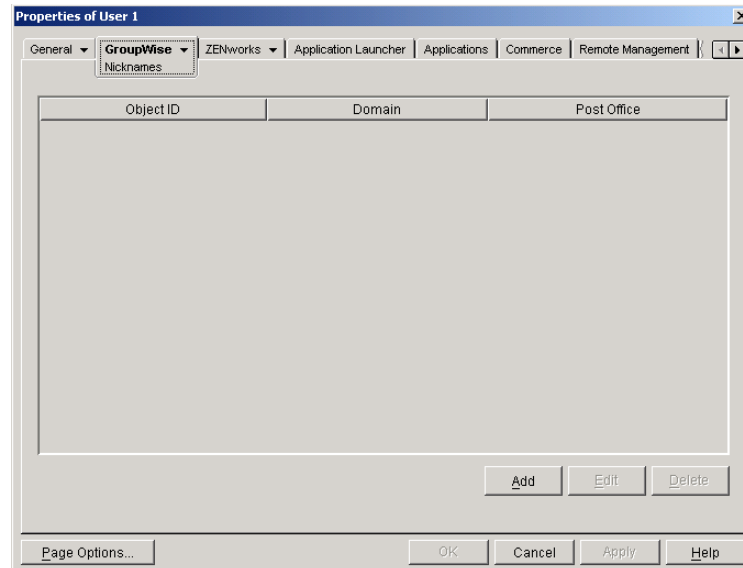 Properties of User 1
General GroupWise ZENworks Application Launcher Applications Commerce Remote Management
Nicknames
Object ID Domain Post Office
Add Edit Delete
Page Options... OK Cancel Apply Help